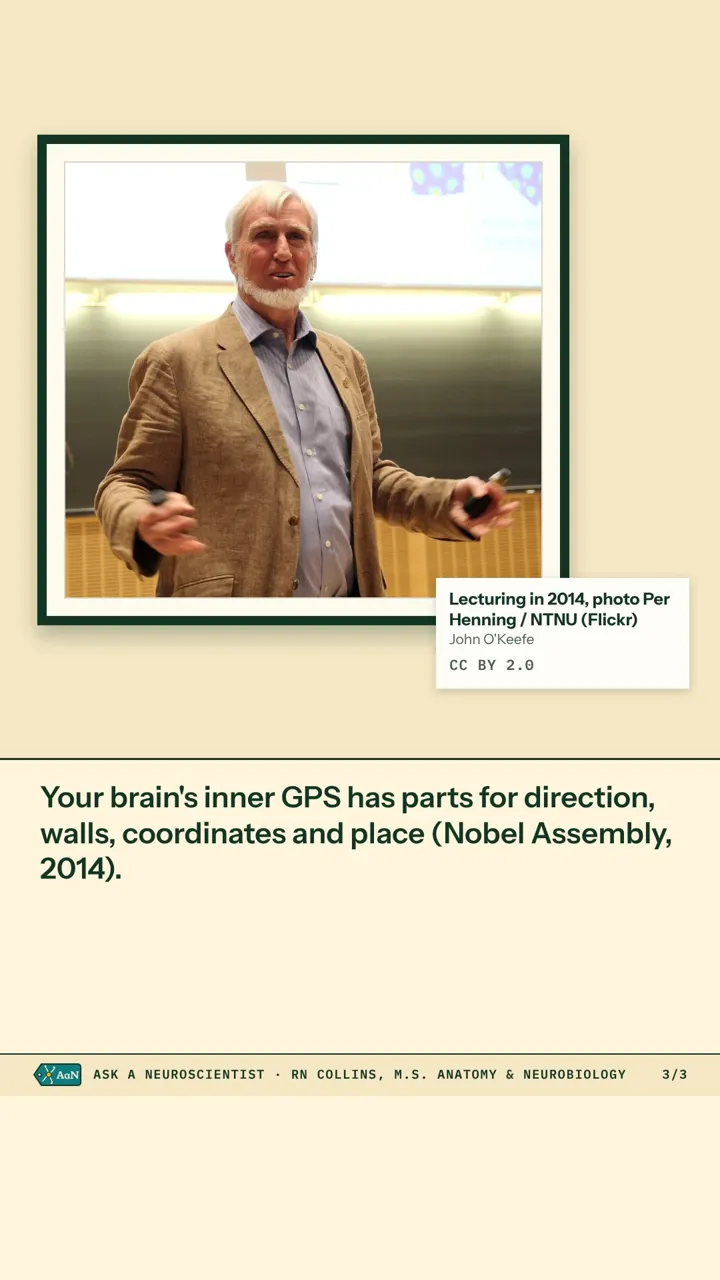 Lecturing in 2014, photo Per
Henning / NTNU (Flickr)
John O'Keefe
CC BY 2.0
Your brain's inner GPS has parts for direction,
walls, coordinates and place (Nobel Assembly,
2014).
AaN
ASK A NEUROSCIENTIST · RN COLLINS, M.S. ANATOMY & NEUROBIOLOGY
3/3